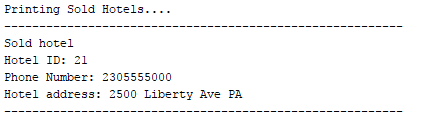 Printing Sold Hotels....
---------------------------------------------------------
Sold hotel
Hotel ID: 21
Phone Number: 2305555000
Hotel address: 2500 Liberty Ave PA
---------------------------------------------------------